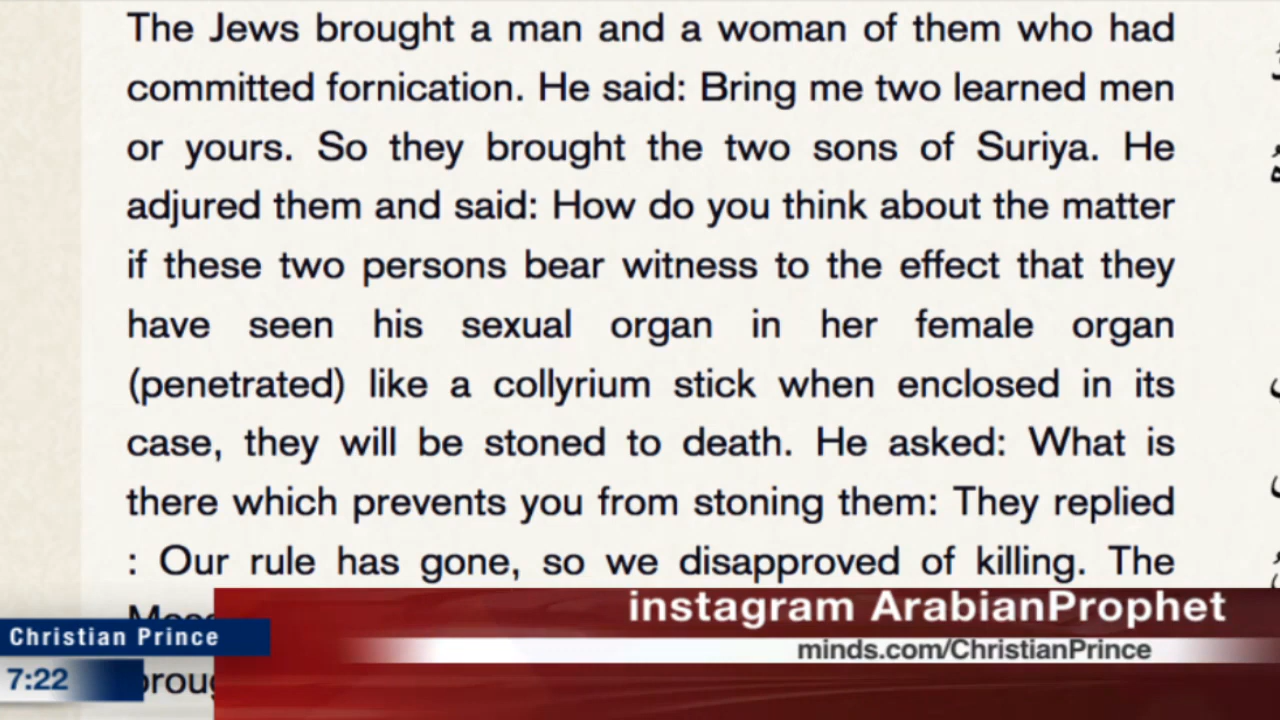 The Jews brought a man and a woman of them who had
committed fornication. He said: Bring me two learned men
or yours. So they brought the two sons of Suriya. He
adjured them and said: How do you think about the matter
if these two persons bear witness to the effect that they
have seen his sexual organ in her female organ
(penetrated) like a collyrium stick when enclosed in its
case, they will be stoned to death. He asked: What is
there which prevents you from stoning them: They replied
: Our rule has gone, so we disapproved of killing. The
instagram ArabianProphet
Christian Prince
minds.com/ChristianPrince
7:22